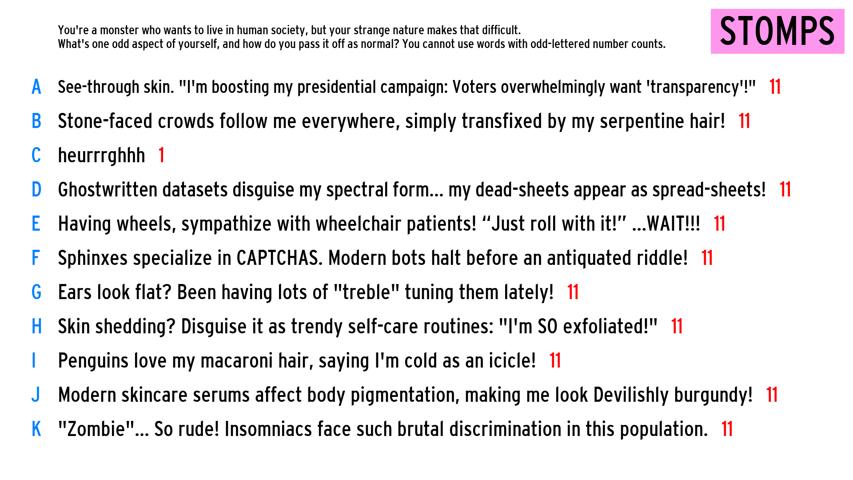 You're a monster who wants to live in human society, but your strange nature makes that difficult.
What's one odd aspect of yourself, and how do you pass it off as normal? You cannot use words with odd-lettered number counts.
STOMPS
A See-through skin. "I'm boosting my presidential campaign: Voters overwhelmingly want 'transparency'!" 11
B Stone-faced crowds follow me everywhere, simply transfixed by my serpentine hair! 11
C heurrrghhh 1
D Ghostwritten datasets disguise my spectral form... my dead-sheets appear as spread-sheets! 11
E Having wheels, sympathize with wheelchair patients! “Just roll with it!” ...WAIT!!! 11
F Sphinxes specialize in CAPTCHAS. Modern bots halt before an antiquated riddle! 11
G Ears look flat? Been having lots of "treble" tuning them lately! 11
H Skin shedding? Disguise it as trendy self-care routines: "I'm SO exfoliated!" 11
I Penguins love my macaroni hair, saying I'm cold as an icicle! 11
J Modern skincare serums affect body pigmentation, making me look Devilishly burgundy! 11
K "Zombie"... So rude! Insomniacs face such brutal discrimination in this population. 11